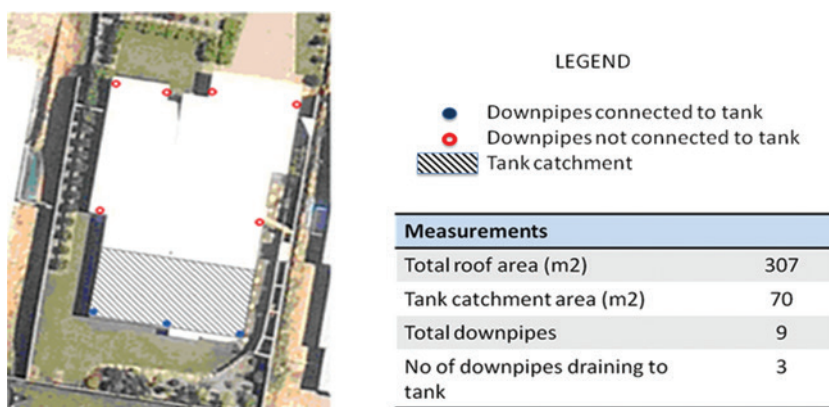 LEGEND
Downpipes connected to tank
Downpipes not connected to tank
Tank catchment
Measurements
Total roof area (m2) 307
Tank catchment area (m2) 70
Total downpipes 9
No of downpipes draining to 3
tank